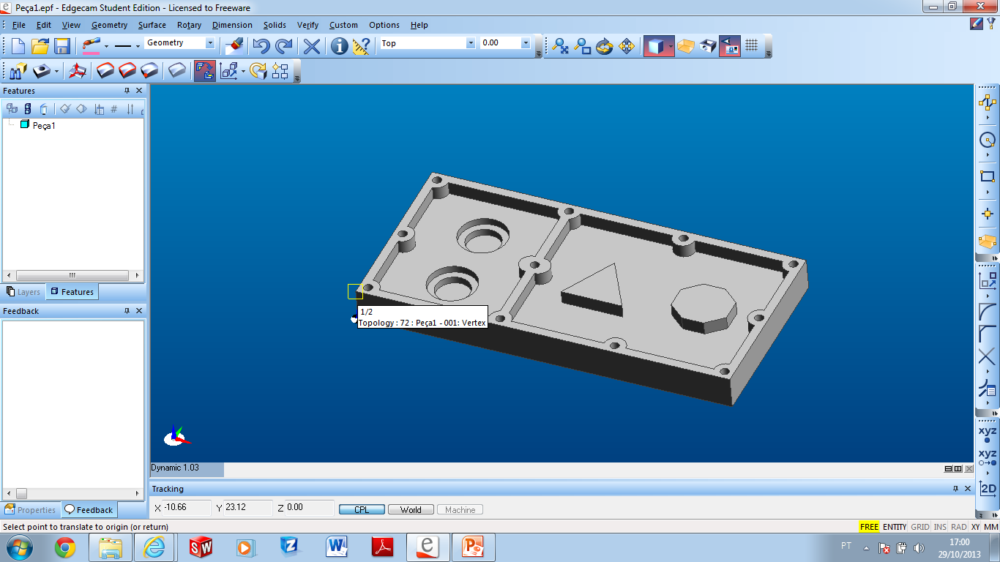 Peça1.epf - Edgecam Student Edition - Licensed to Freeware
File Edit View Geometry Surface Rotary Dimension Solids Verify Custom Options Help
Geometry Top 0.00
Features
#
Peça1
Layers Features
Feedback
1/2
Topology : 72 : Peça1 - 001: Vertex
xyz
xyz
2D
Dynamic 1.03
Tracking
X -10.66 Y 23.12 Z 0.00 CPL World Machine
Properties Feedback
Select point to translate to origin (or return)
FREE ENTITY GRID INS RAD XY MM
PT 17:00
29/10/2013